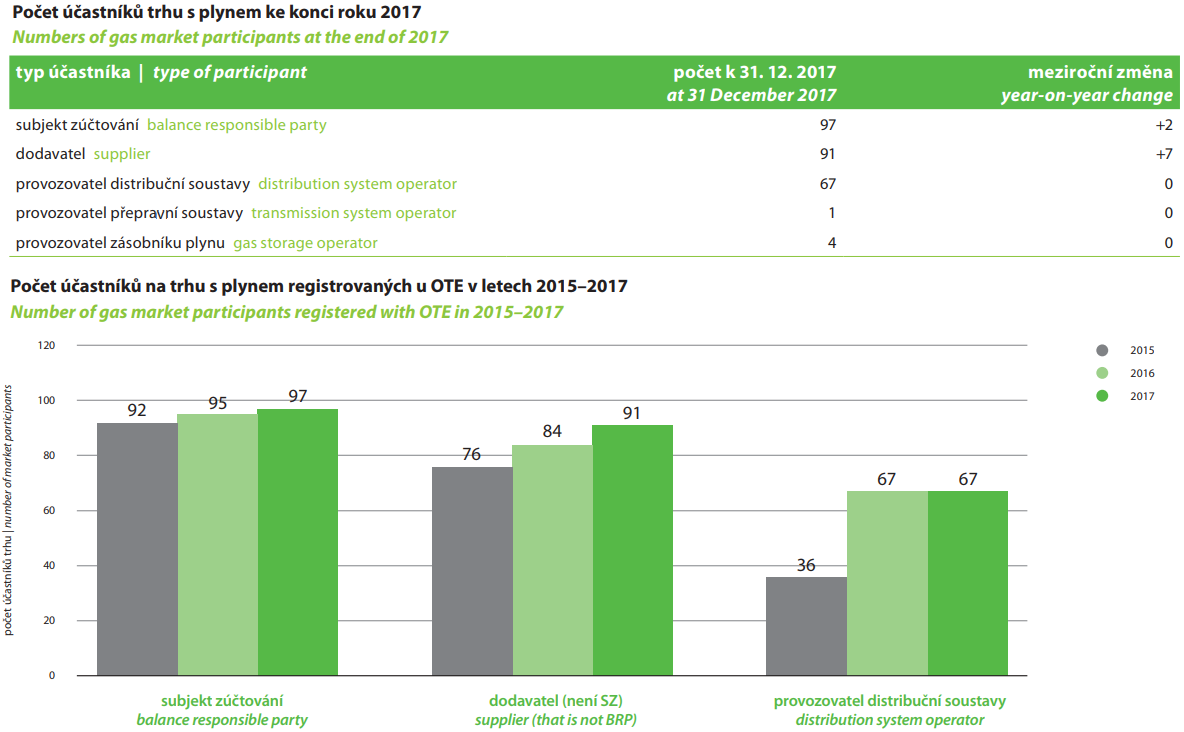 Počet účastníků trhu s plynem ke konci roku 2017
Numbers of gas market participants at the end of 2017
typ účastníka | type of participant počet k 31. 12. 2017 meziroční změna
at 31 December 2017 year-on-year change
subjekt zúčtování balance responsible party 97 +2
dodavatel supplier 91 +7
provozovatel distribuční soustavy distribution system operator 67 0
provozovatel přepravní soustavy transmission system operator 1 0
provozovatel zásobníku plynu gas storage operator 4 0
Počet účastníků na trhu s plynem registrovaných u OTE v letech 2015–2017
Number of gas market participants registered with OTE in 2015–2017
počet účastníků trhu | number of market participants
120
100
80
60
40
20
0
92 95 97
76 84 91
36 67 67
2015
2016
2017
subjekt zúčtování
balance responsible party
dodavatel (není SZ)
supplier (that is not BRP)
provozovatel distribuční soustavy
distribution system operator